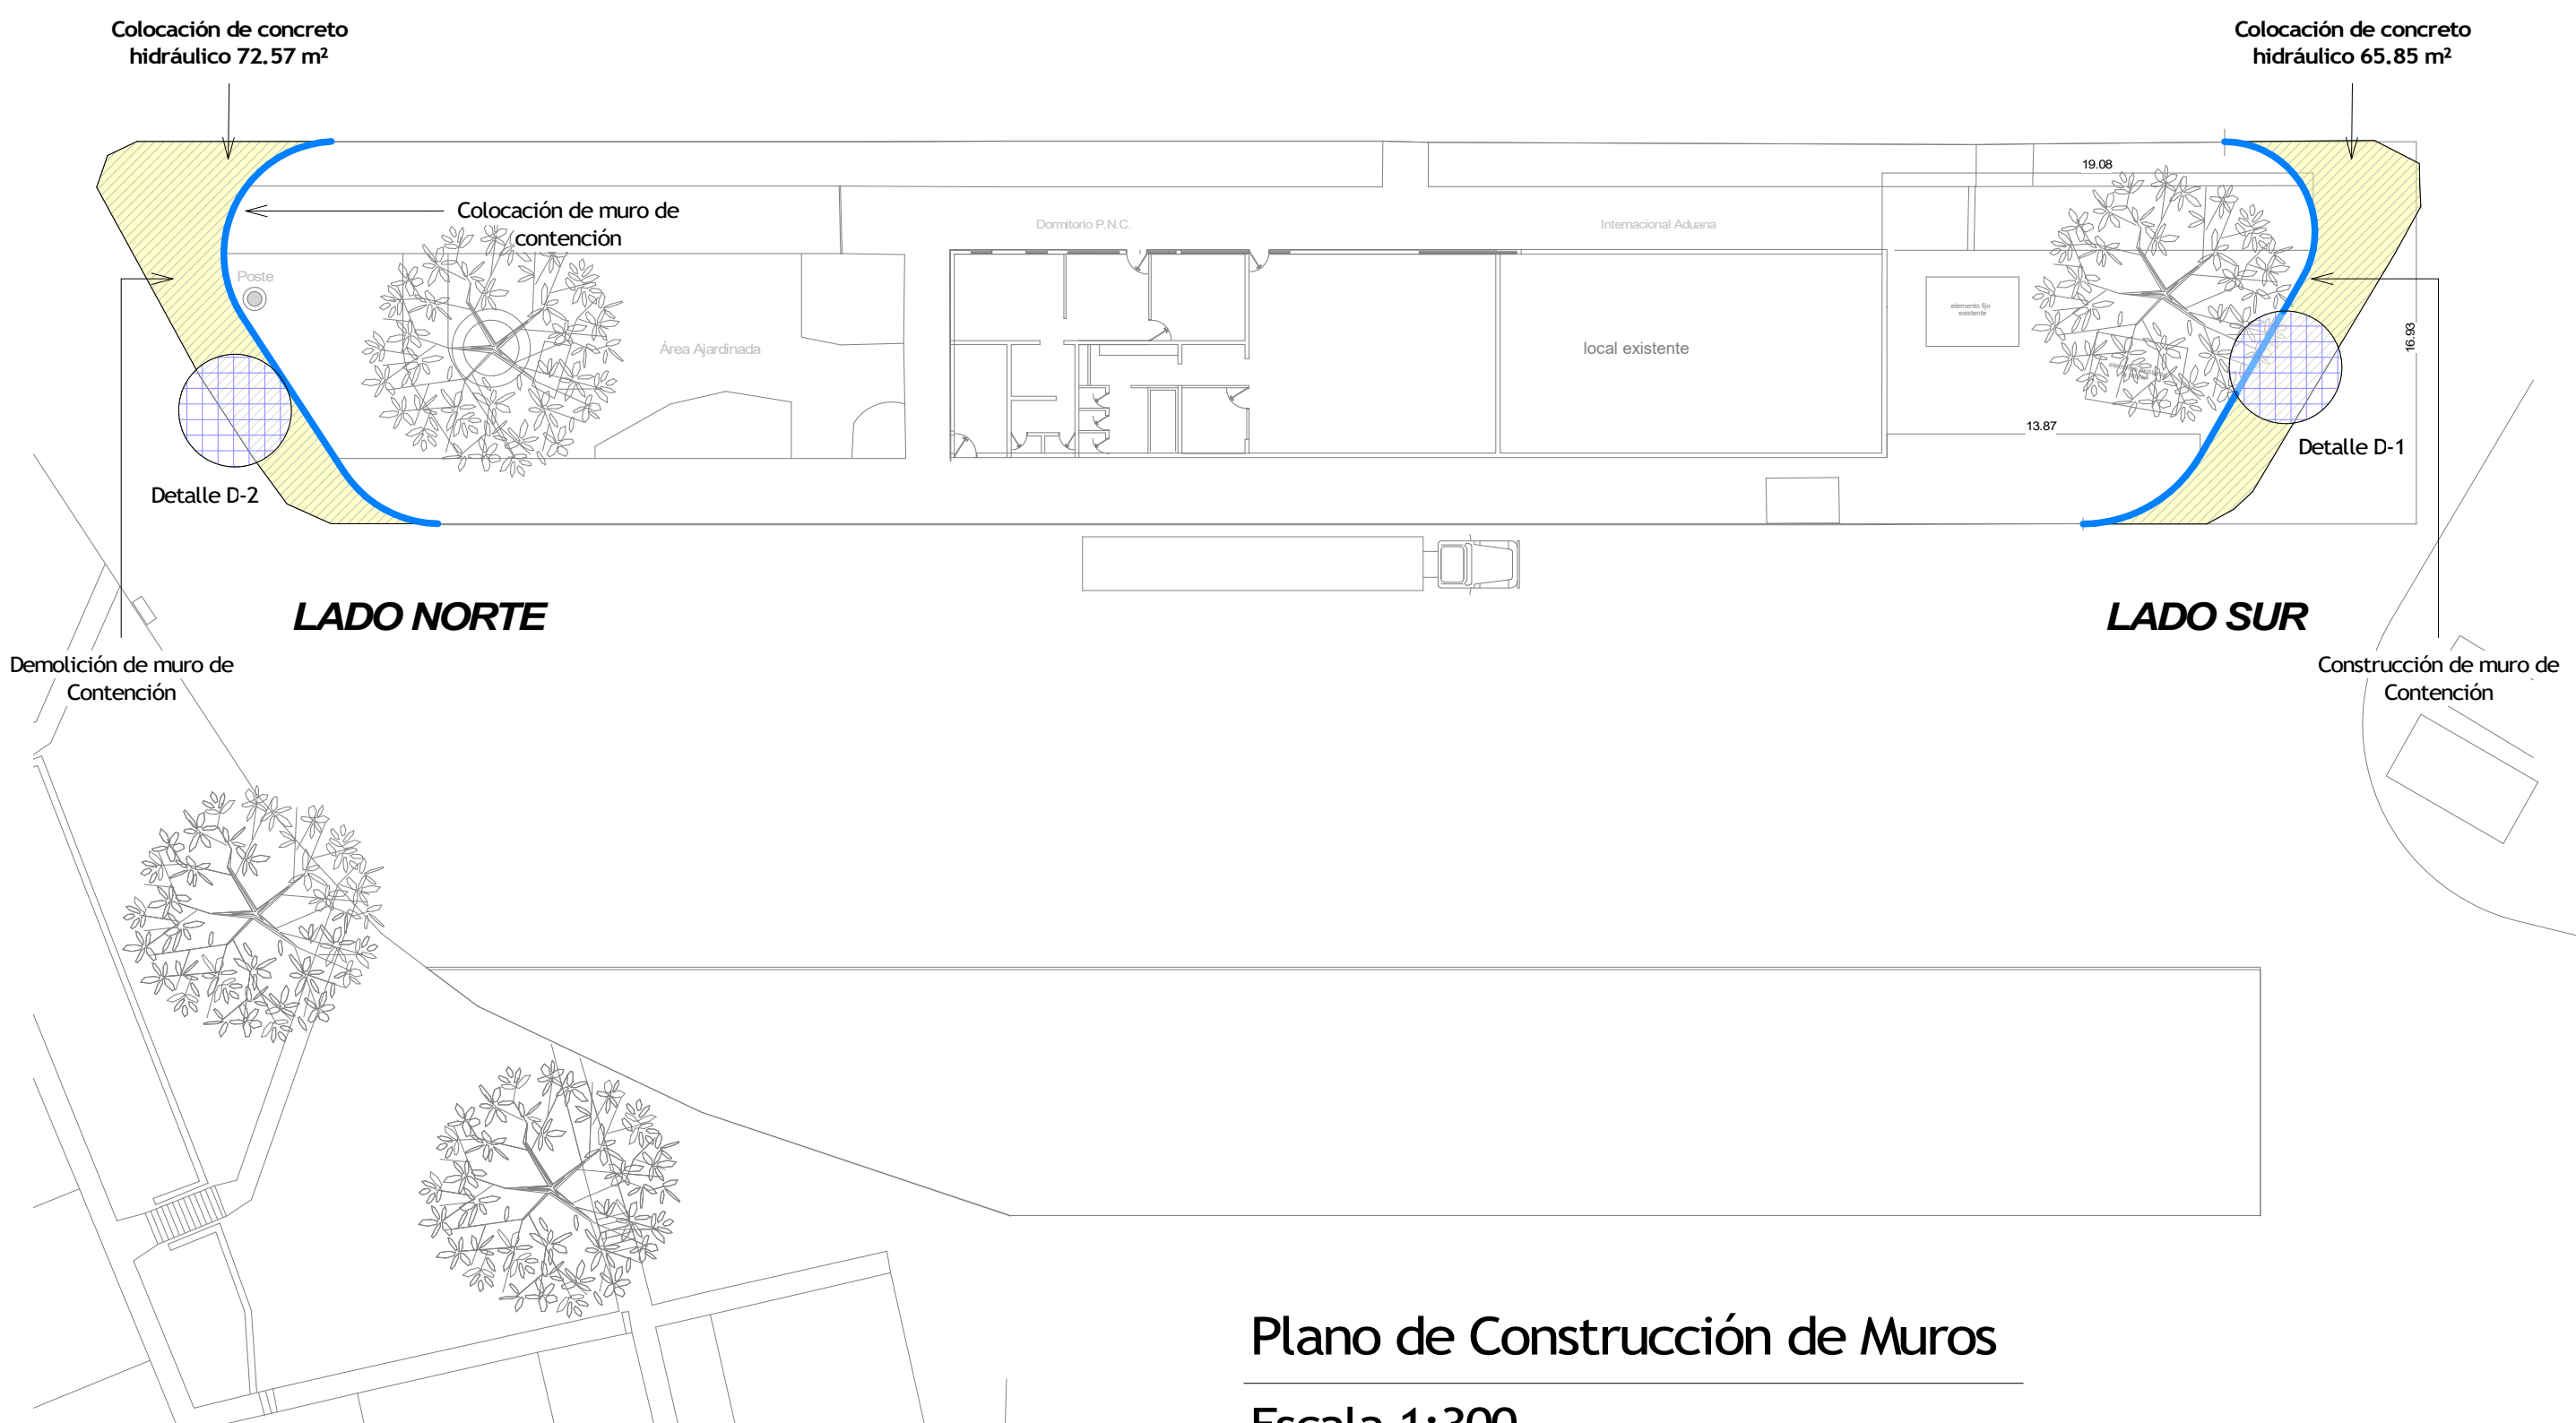 Colocación de concreto
hidráulico 72.57 m²
Colocación de concreto
hidráulico 65.85 m²
19.08
Colocación de muro de
contención
Dormitorio P.N.C.
Internacional Aduana
Poste
elemento fijo
existente
Área Ajardinada
local existente
16.93
13.87
Detalle D-1
Detalle D-2
LADO NORTE
LADO SUR
Demolición de muro de
Contención
Construcción de muro de
Contención
Plano de Construcción de Muros
Escala 1:300